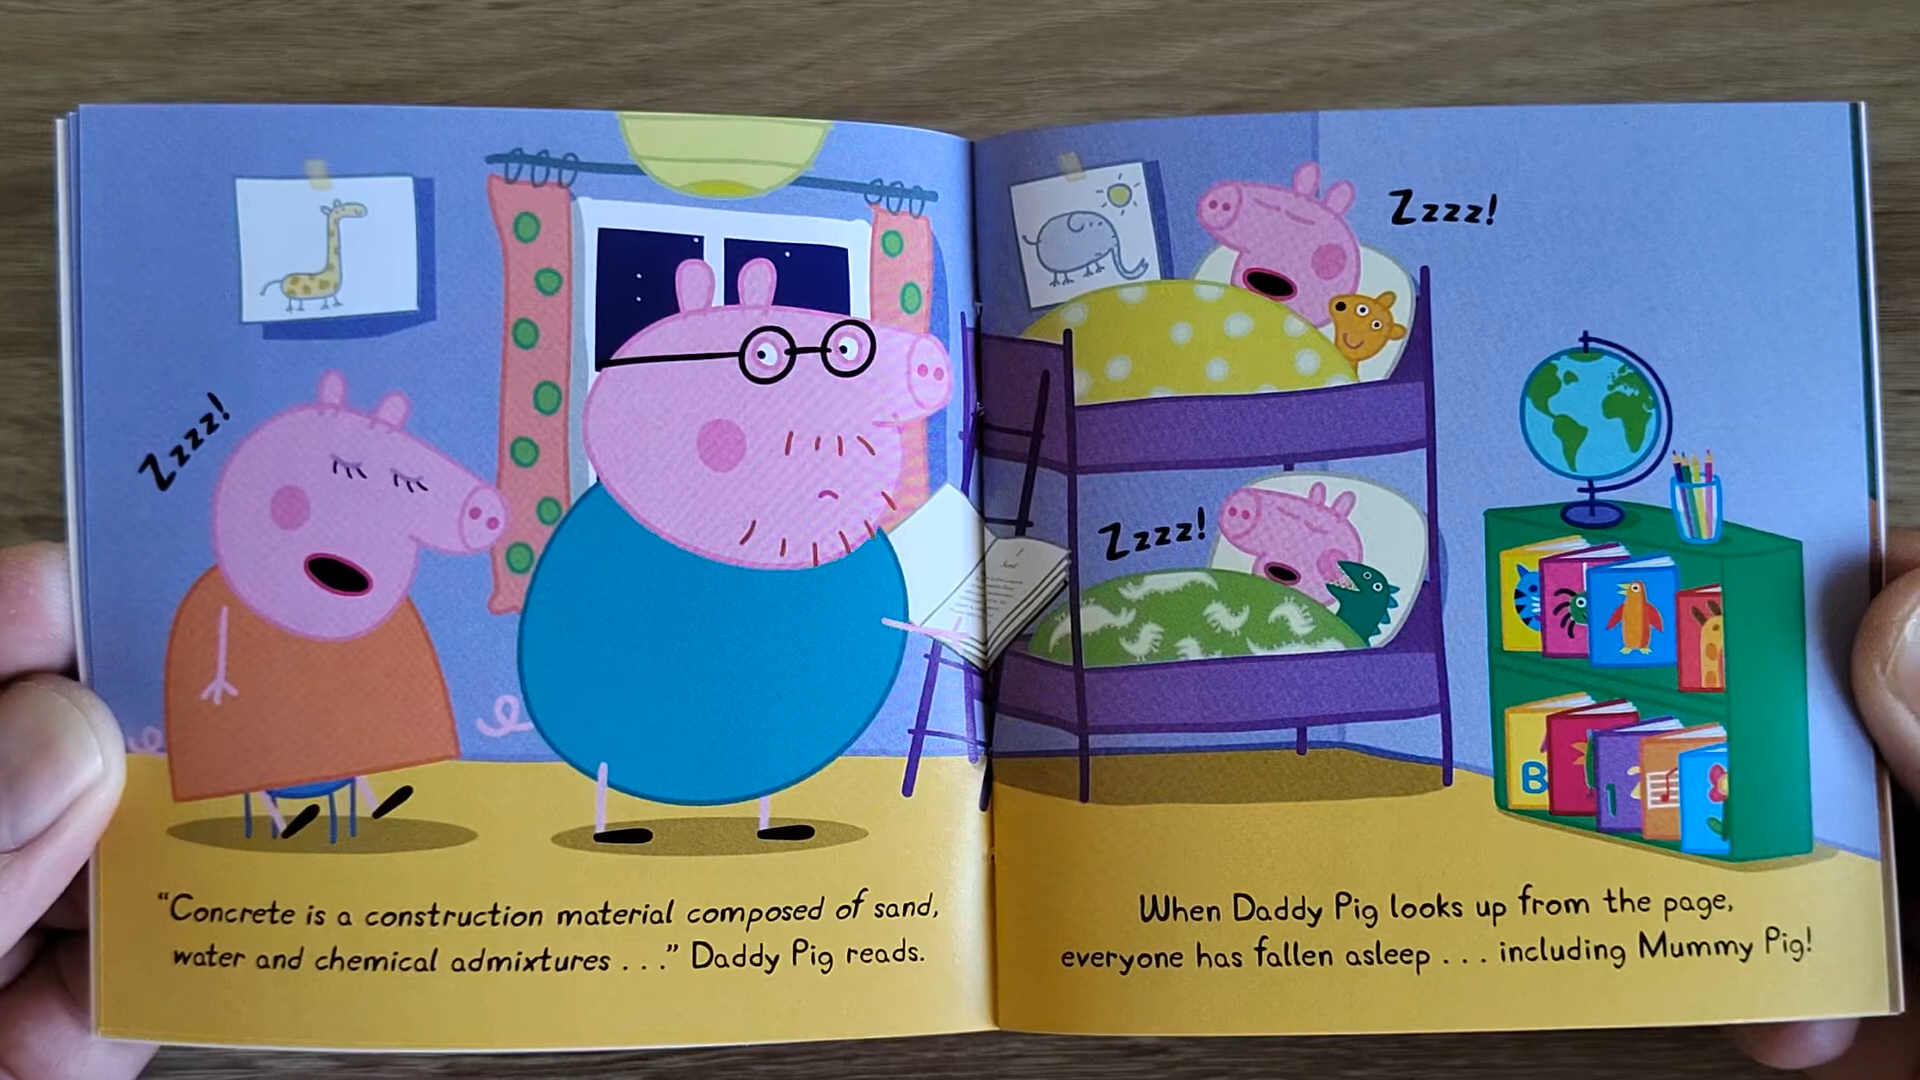 Zzzz!
"Concrete is a construction material composed of sand,
water and chemical admixtures . . ." Daddy Pig reads.
Zzzz!
Zzzz!
Sand
B
When Daddy Pig looks up from the page,
everyone has fallen asleep . . . including Mummy Pig!